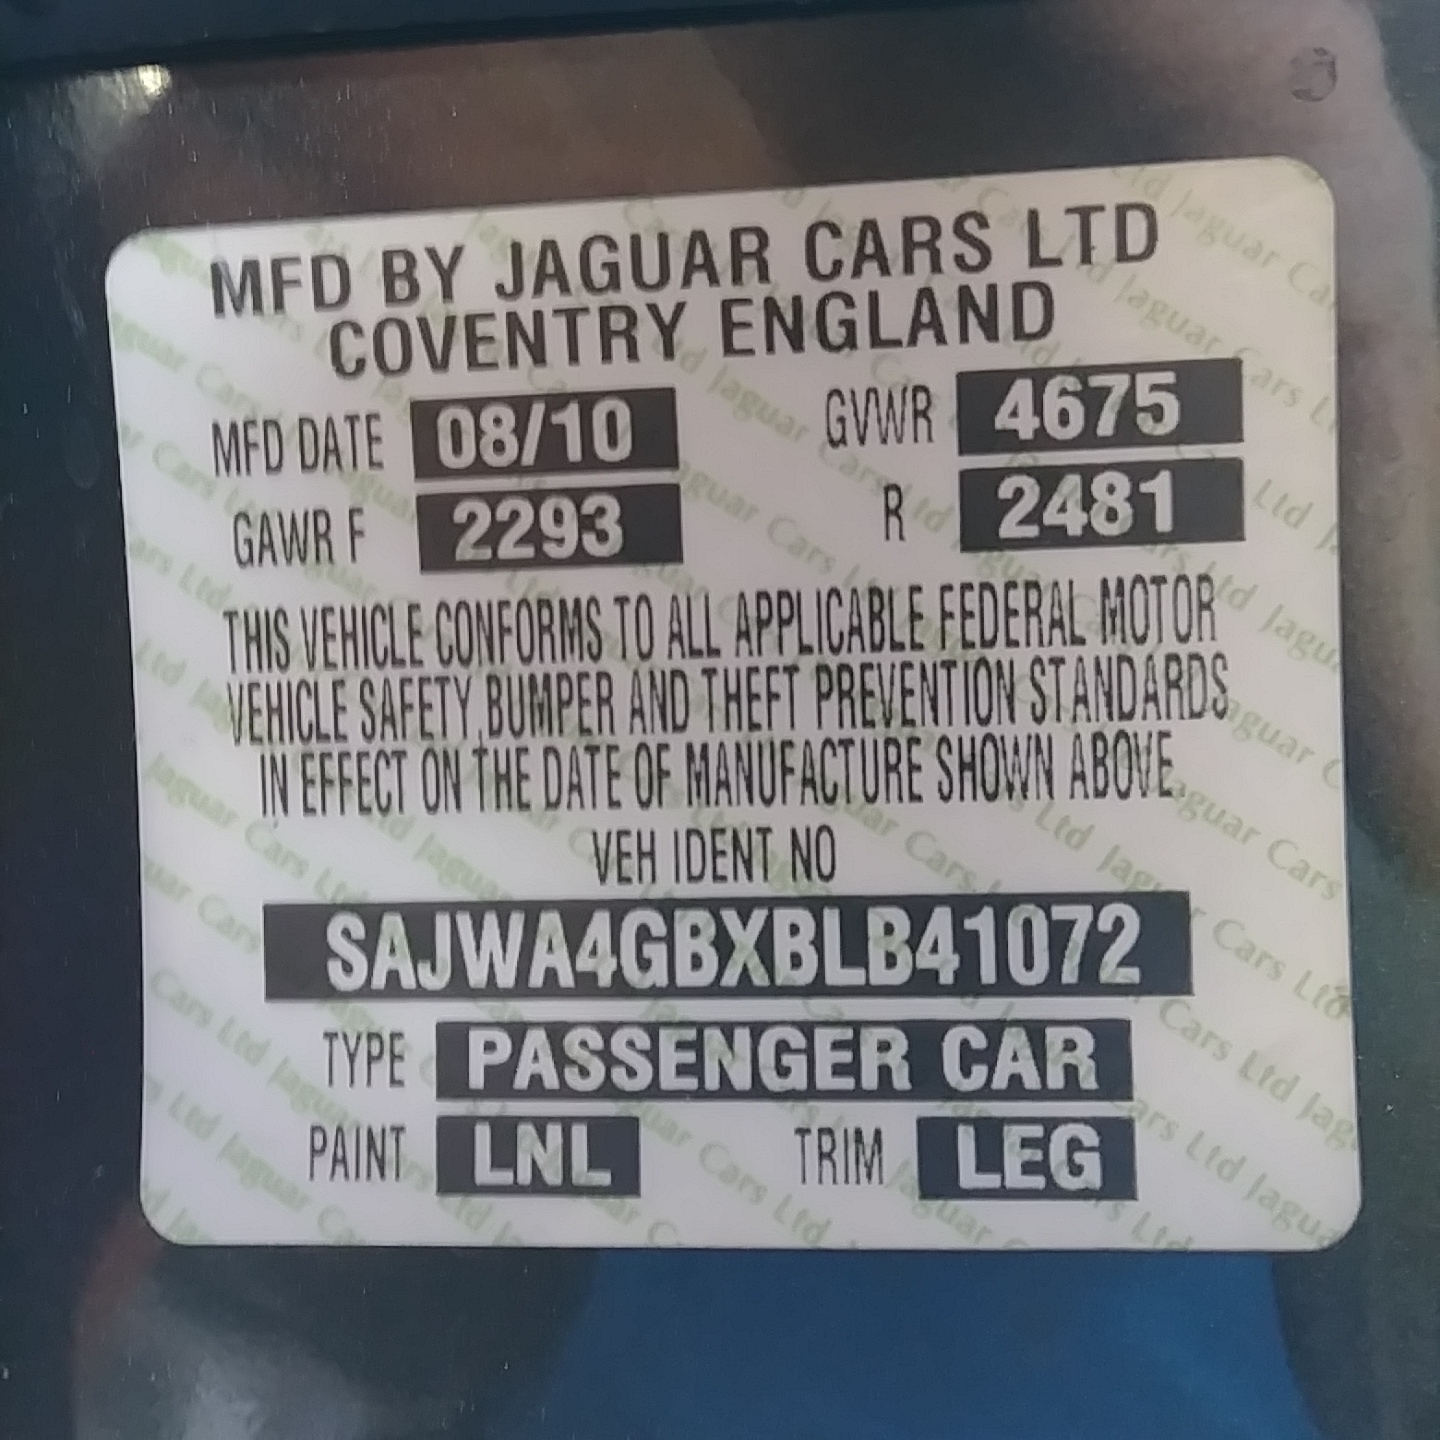 MFD BY JAGUAR CARS LTD
COVENTRY ENGLAND
MFD DATE 08/10 GVWR 4675
GAWR F 2293 R 2481
THIS VEHICLE CONFORMS TO ALL APPLICABLE FEDERAL MOTOR
VEHICLE SAFETY,BUMPER AND THEFT PREVENTION STANDARDS
IN EFFECT ON THE DATE OF MANUFACTURE SHOWN ABOVE.
VEH IDENT NO
SAJWA4GBXBLB41072
TYPE PASSENGER CAR
PAINT LNL TRIM LEG